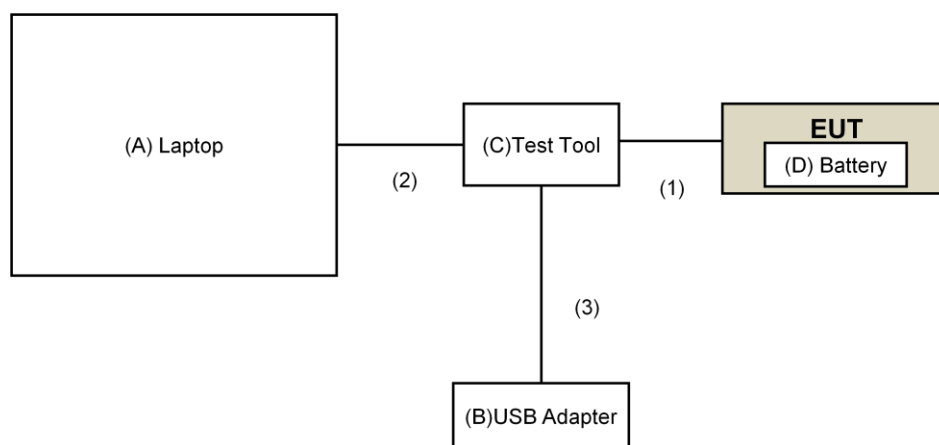 (A) Laptop
(C)Test Tool
EUT
(D) Battery
(2)
(1)
(3)
(B)USB Adapter